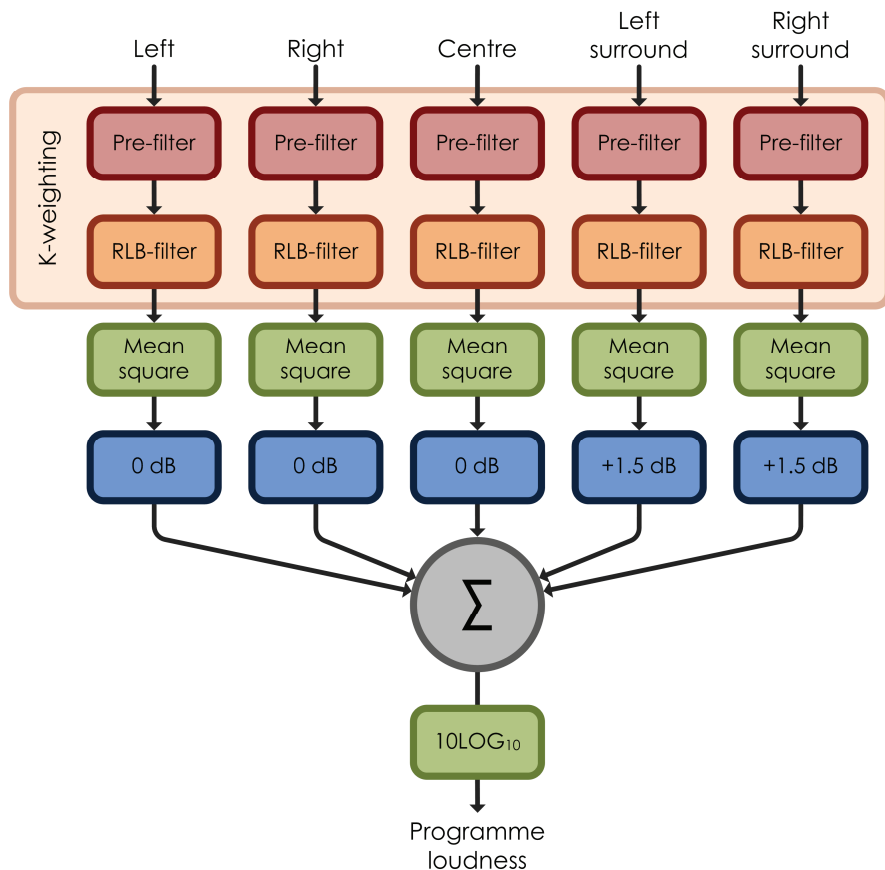 Left
Right
Centre
Left
surround
Right
surround
K-weighting
Pre-filter
Pre-filter
Pre-filter
Pre-filter
Pre-filter
RLB-filter
RLB-filter
RLB-filter
RLB-filter
RLB-filter
Mean
square
Mean
square
Mean
square
Mean
square
Mean
square
0 dB
0 dB
0 dB
+1.5 dB
+1.5 dB
Σ
10LOG₁₀
Programme
loudness